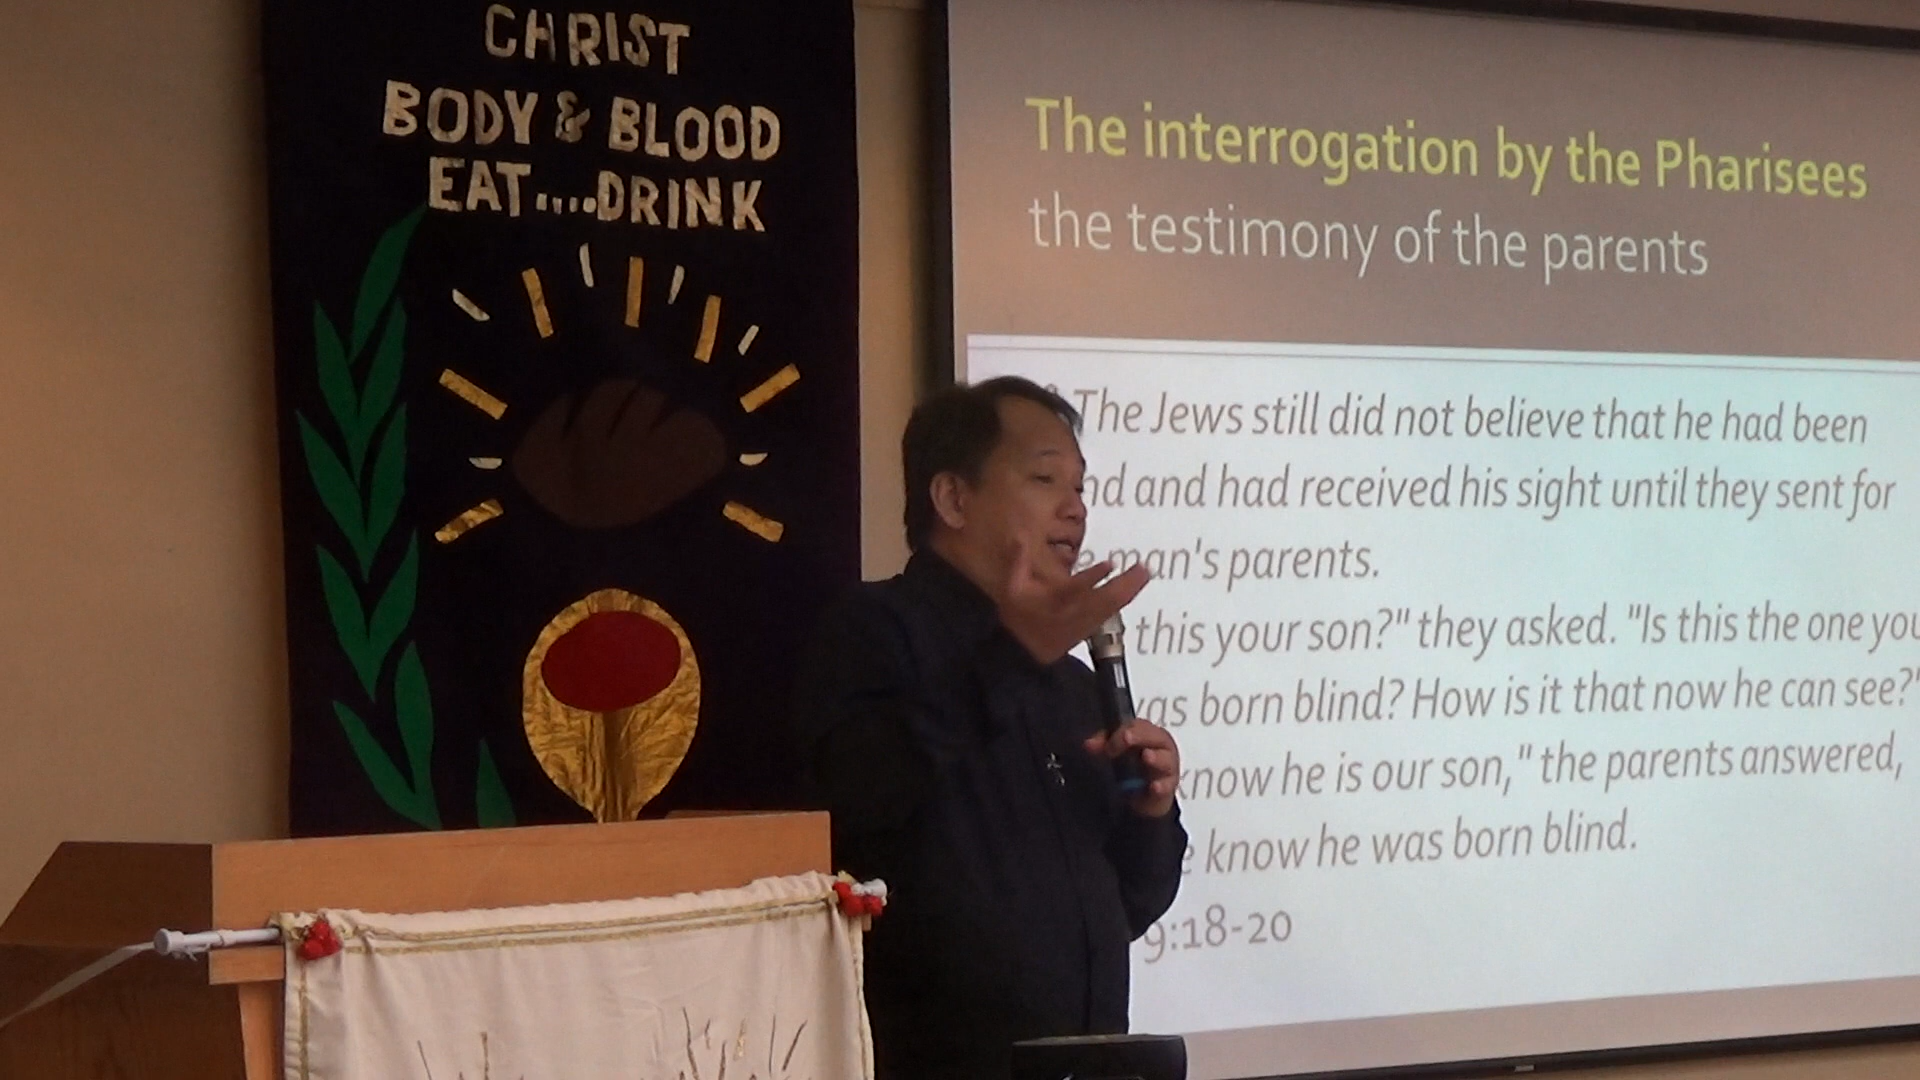 CHRIST
BODY & BLOOD
EAT....DRINK
The interrogation by the Pharisees
the testimony of the parents
The Jews still did not believe that he had been
and had received his sight until they sent for
man's parents.
this your son?" they asked. "Is this the one you
was born blind? How is it that now he can see?"
know he is our son," the parents answered,
know he was born blind.
9:18-20